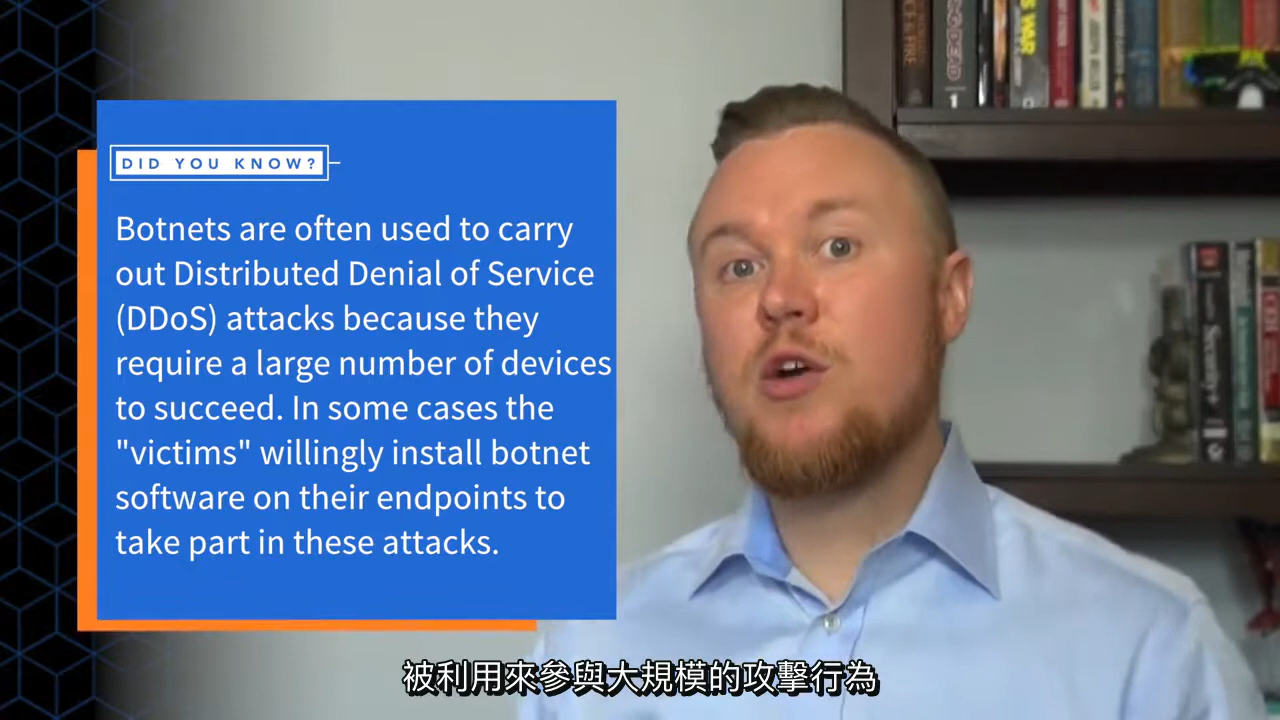 DID YOU KNOW?
Botnets are often used to carry
out Distributed Denial of Service
(DDoS) attacks because they
require a large number of devices
to succeed. In some cases the
"victims" willingly install botnet
software on their endpoints to
take part in these attacks.
被利用來參與大規模的攻擊行為